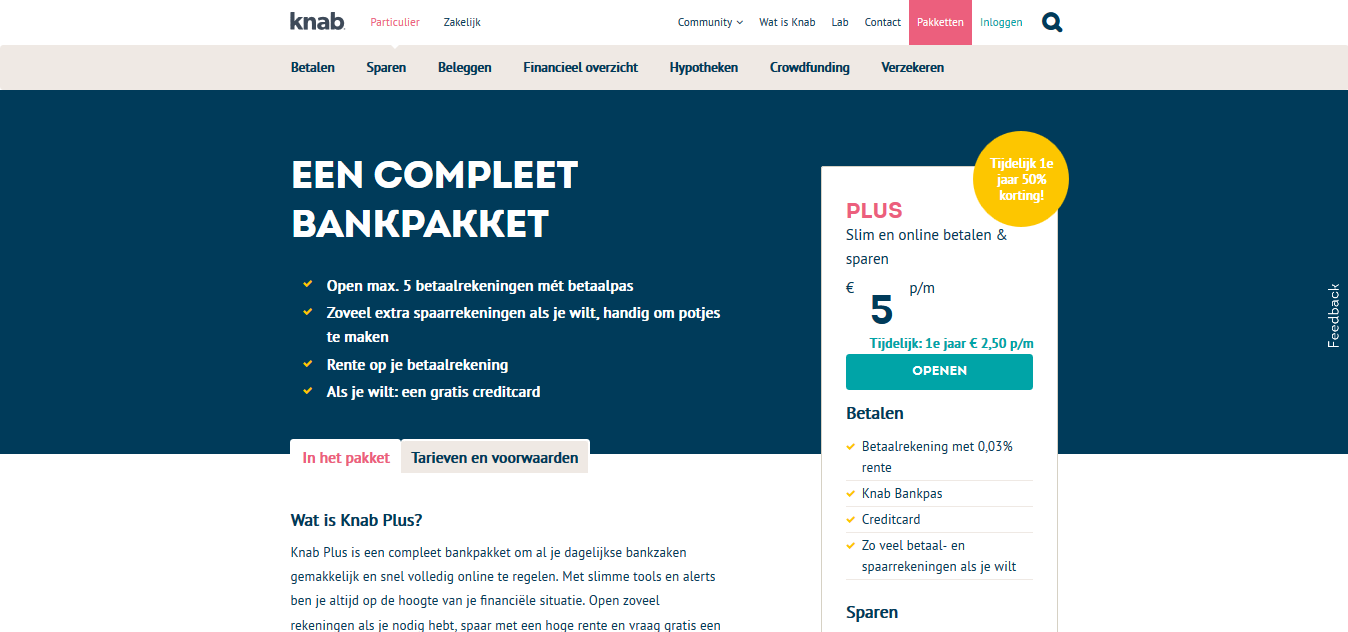 knab.
Particulier
Zakelijk
Community
Wat is Knab
Lab
Contact
Pakketten
Inloggen
Betalen
Sparen
Beleggen
Financieel overzicht
Hypotheken
Crowdfunding
Verzekeren
EEN COMPLEET
BANKPAKKET
Open max. 5 betaalrekeningen mét betaalpas
Zoveel extra spaarrekeningen als je wilt, handig om potjes
te maken
Rente op je betaalrekening
Als je wilt: een gratis creditcard
Tijdelijk 1e
jaar 50%
korting!
PLUS
Slim en online betalen &
sparen
€ 5 p/m
Tijdelijk: 1e jaar € 2,50 p/m
OPENEN
Betalen
Betaalrekening met 0,03%
rente
Knab Bankpas
Creditcard
Zo veel betaal- en
spaarrekeningen als je wilt
Sparen
Feedback
In het pakket
Tarieven en voorwaarden
Wat is Knab Plus?
Knab Plus is een compleet bankpakket om al je dagelijkse bankzaken
gemakkelijk en snel volledig online te regelen. Met slimme tools en alerts
ben je altijd op de hoogte van je financiële situatie. Open zoveel
rekeningen als je nodig hebt, spaar met een hoge rente en vraag gratis een